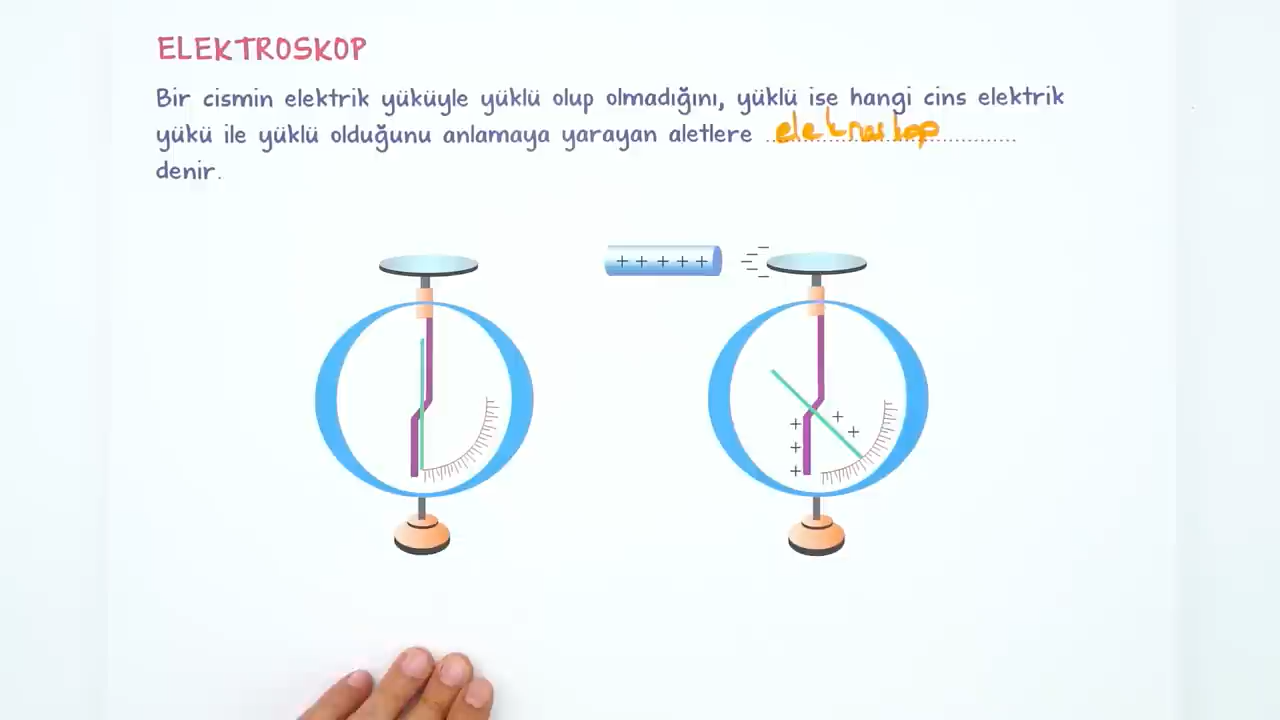 ELEKTROSKOP
Bir cismin elektrik yüküyle yüklü olup olmadığını, yüklü ise hangi cins elektrik
yükü ile yüklü olduğunu anlamaya yarayan aletlere elektroskop
denir.
+ + + + +
+ +
+ +
+